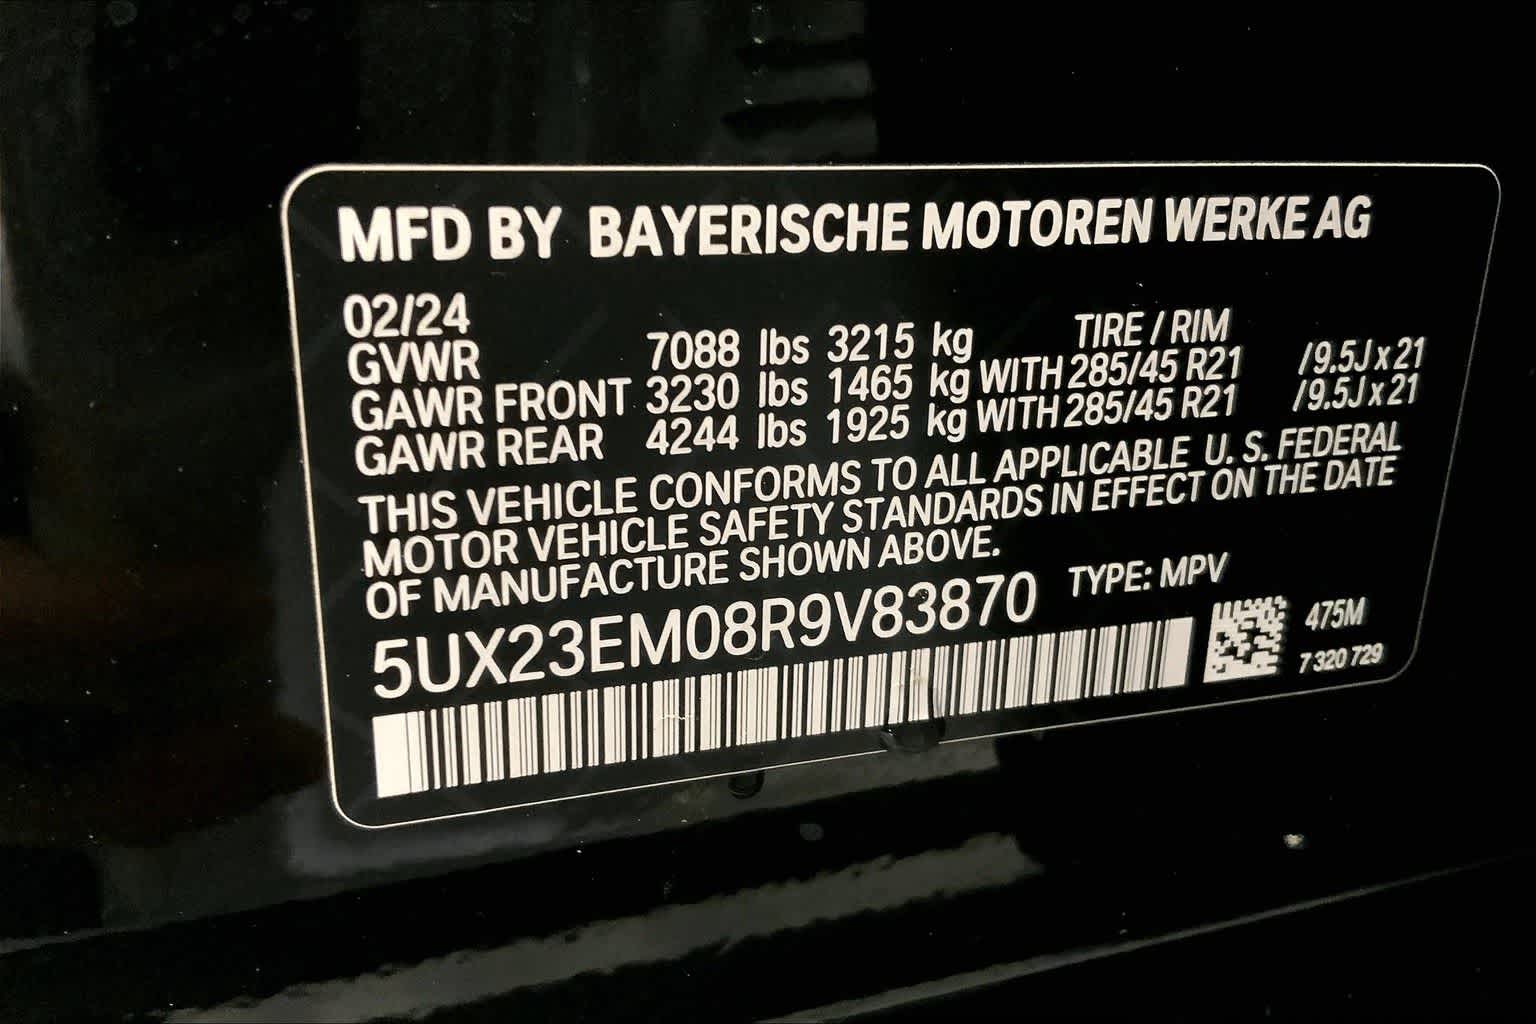 MFD BY BAYERISCHE MOTOREN WERKE AG
02/24
TIRE / RIM
GVWR 7088 lbs 3215 kg
GAWR FRONT 3230 lbs 1465 kg WITH 285/45 R21 /9.5J x 21
GAWR REAR 4244 lbs 1925 kg WITH 285/45 R21 /9.5J x 21
THIS VEHICLE CONFORMS TO ALL APPLICABLE U. S. FEDERAL
MOTOR VEHICLE SAFETY STANDARDS IN EFFECT ON THE DATE
OF MANUFACTURE SHOWN ABOVE.
5UX23EM08R9V83870 TYPE: MPV
475M
7 320 729